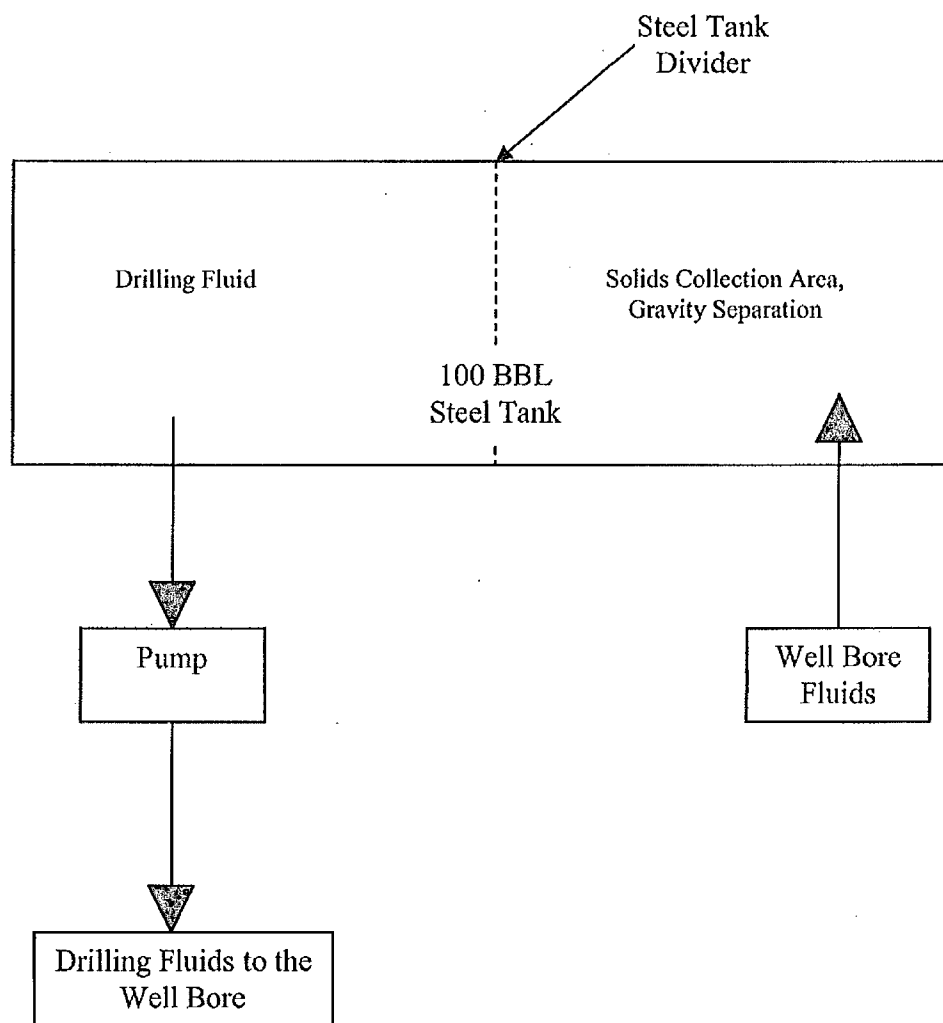 Steel Tank
Divider
Drilling Fluid
Solids Collection Area,
Gravity Separation
100 BBL
Steel Tank
Pump
Well Bore
Fluids
Drilling Fluids to the
Well Bore